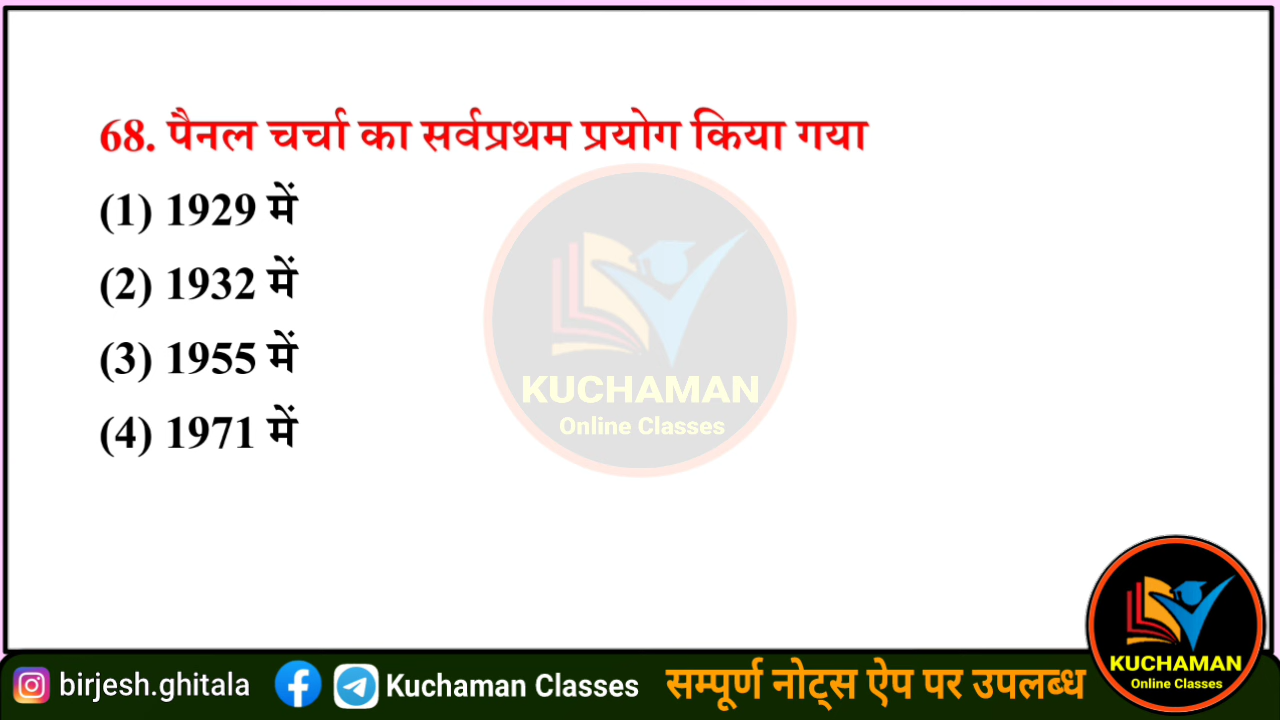 68. पैनल चर्चा का सर्वप्रथम प्रयोग किया गया
(1) 1929 में
(2) 1932 में
(3) 1955 में
(4) 1971 में
KUCHAMAN
Online Classes
birjesh.ghitala
Kuchaman Classes
सम्पूर्ण नोट्स ऐप पर उपलब्ध
KUCHAMAN
Online Classes